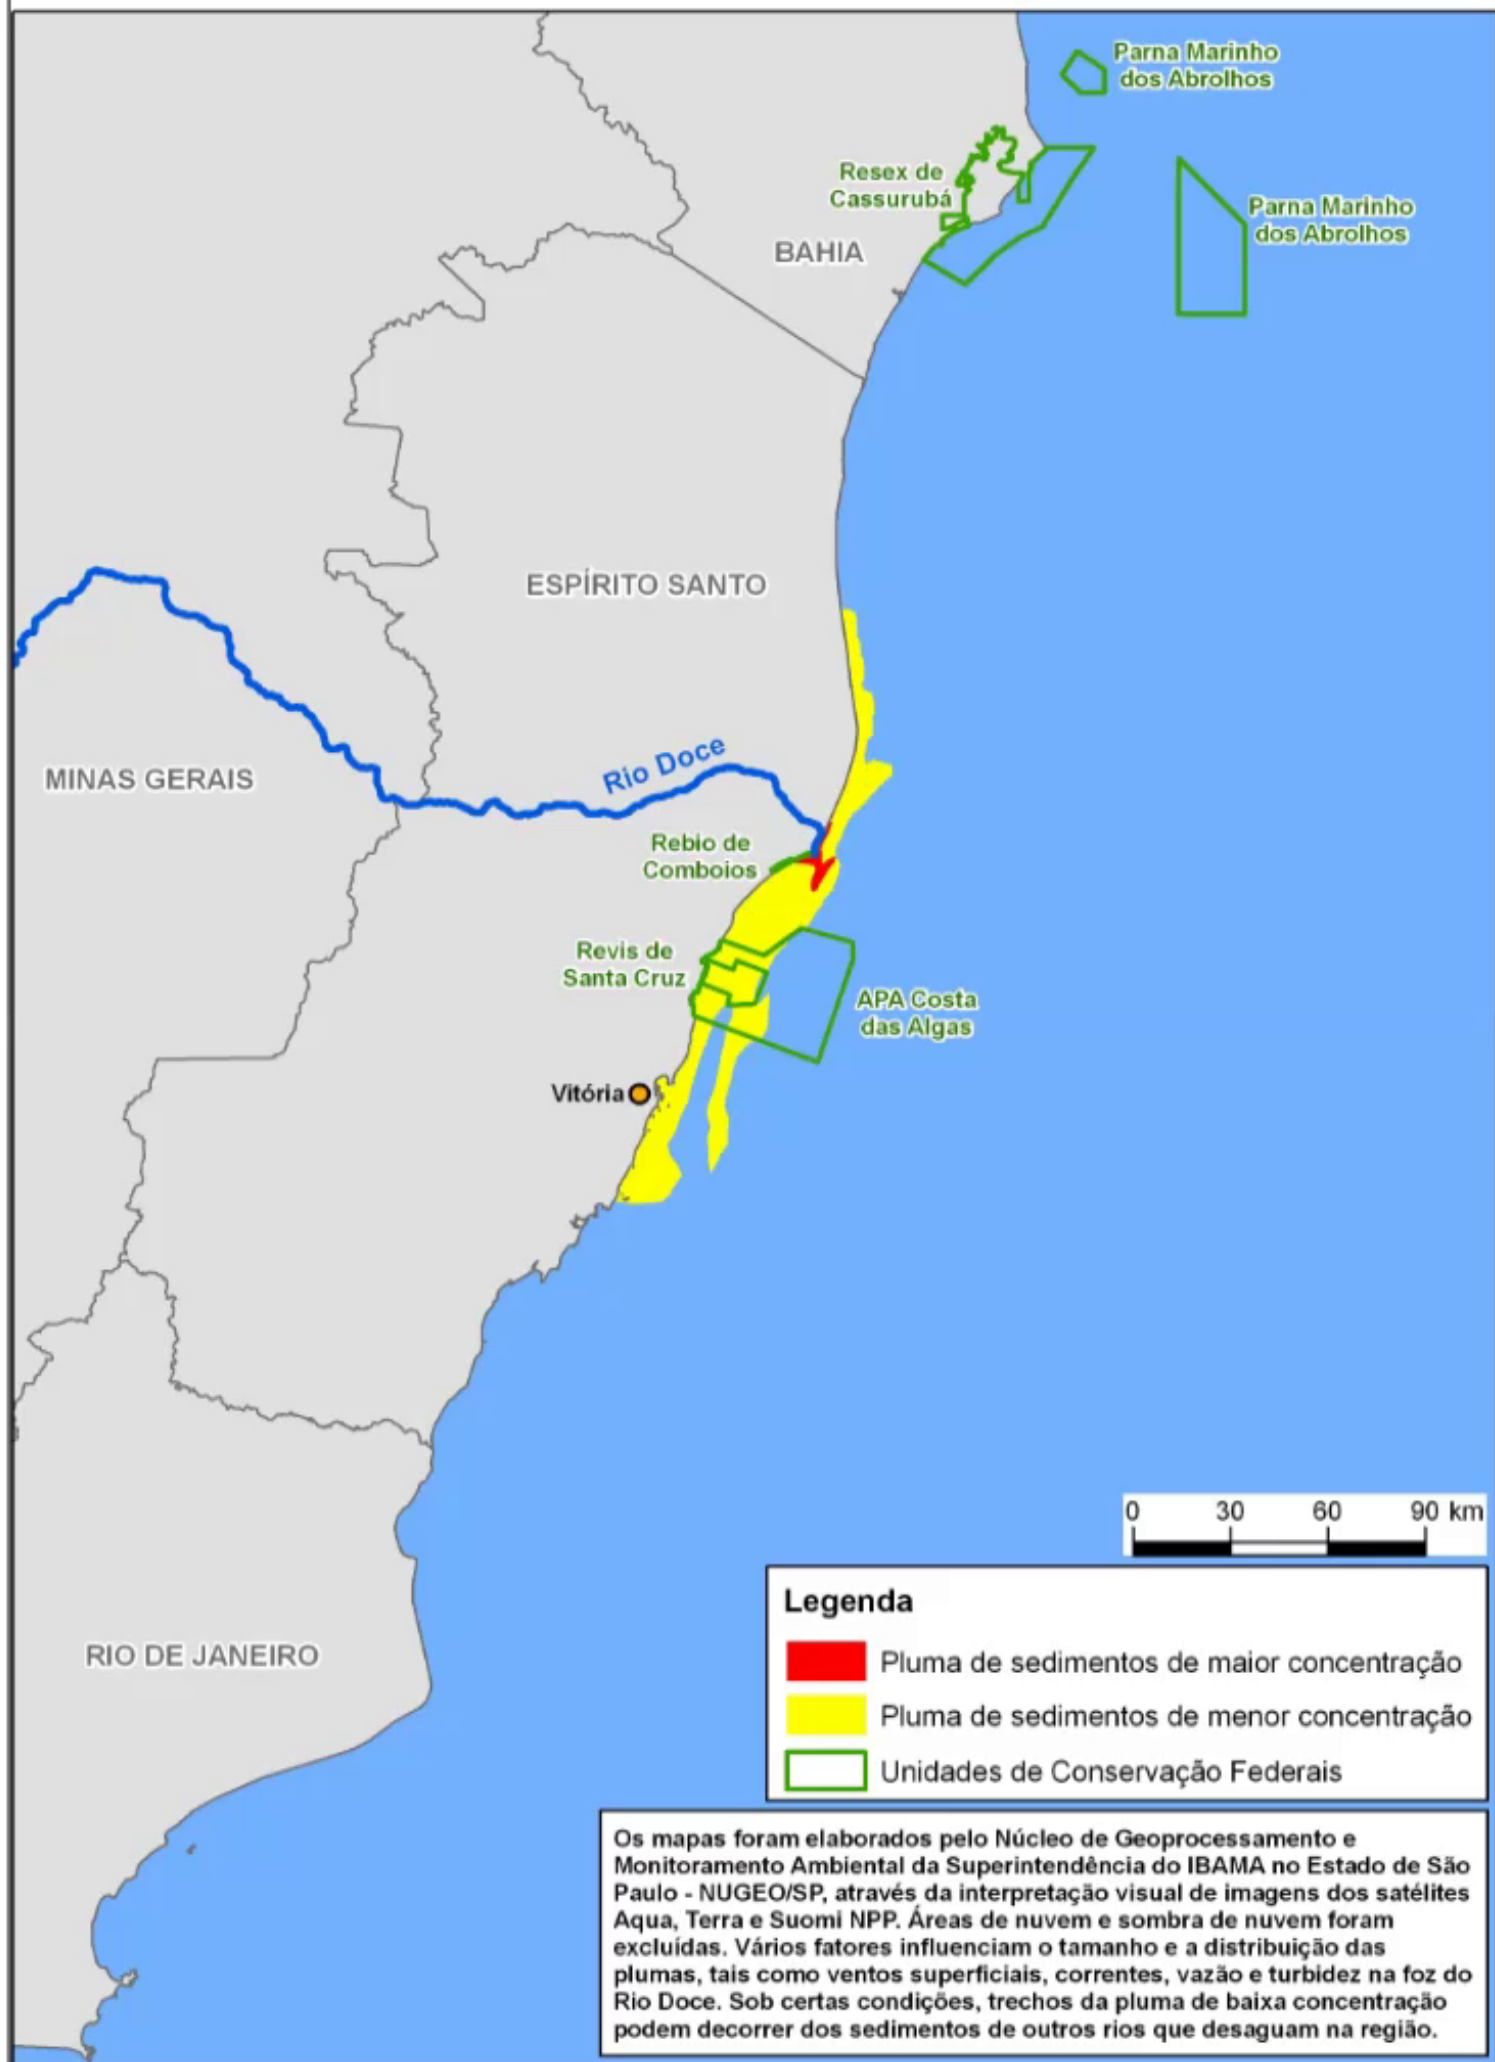 Parna Marinho
dos Abrolhos
Resex de
Cassurubá
Parna Marinho
dos Abrolhos
BAHIA
ESPÍRITO SANTO
Rio Doce
MINAS GERAIS
Rebio de
Comboios
Revis de
Santa Cruz
APA Costa
das Algas
Vitória
0 30 60 90 km
RIO DE JANEIRO
Legenda
Pluma de sedimentos de maior concentração
Pluma de sedimentos de menor concentração
Unidades de Conservação Federais
Os mapas foram elaborados pelo Núcleo de Geoprocessamento e
Monitoramento Ambiental da Superintendência do IBAMA no Estado de São
Paulo - NUGEO/SP, através da interpretação visual de imagens dos satélites
Aqua, Terra e Suomi NPP. Áreas de nuvem e sombra de nuvem foram
excluídas. Vários fatores influenciam o tamanho e a distribuição das
plumas, tais como ventos superficiais, correntes, vazão e turbidez na foz do
Rio Doce. Sob certas condições, trechos da pluma de baixa concentração
podem decorrer dos sedimentos de outros rios que desaguam na região.